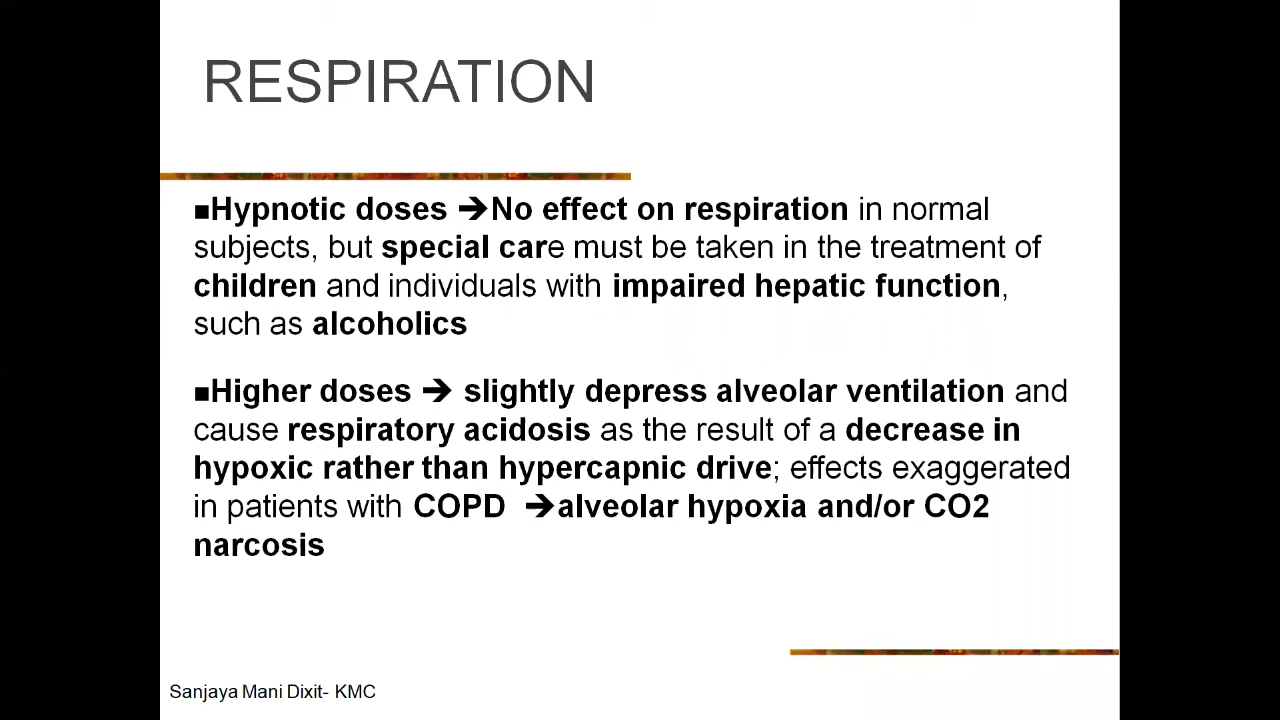 RESPIRATION
■Hypnotic doses ➔No effect on respiration in normal
subjects, but special care must be taken in the treatment of
children and individuals with impaired hepatic function,
such as alcoholics
■Higher doses ➔ slightly depress alveolar ventilation and
cause respiratory acidosis as the result of a decrease in
hypoxic rather than hypercapnic drive; effects exaggerated
in patients with COPD ➔alveolar hypoxia and/or CO2
narcosis
Sanjaya Mani Dixit- KMC